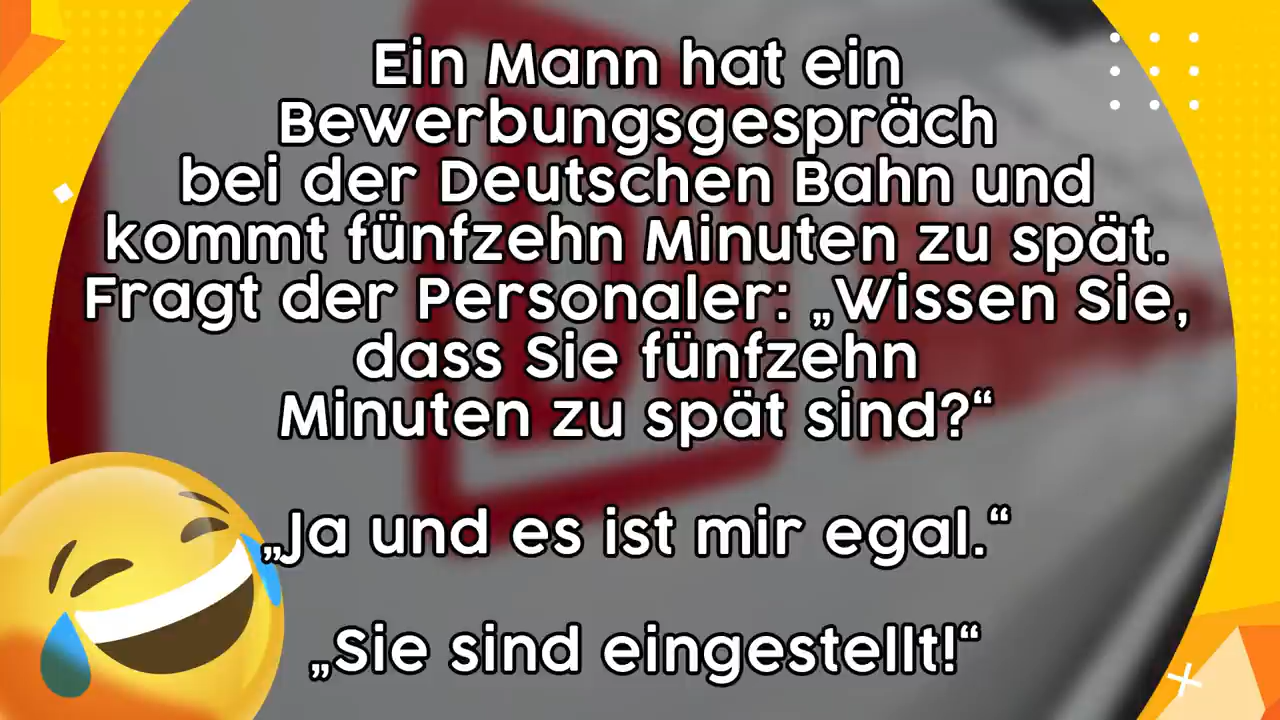 Ein Mann hat ein
Bewerbungsgespräch
bei der Deutschen Bahn und
kommt fünfzehn Minuten zu spät.
Fragt der Personaler: „Wissen Sie,
dass Sie fünfzehn
Minuten zu spät sind?“
„Ja und es ist mir egal.“
„Sie sind eingestellt!“